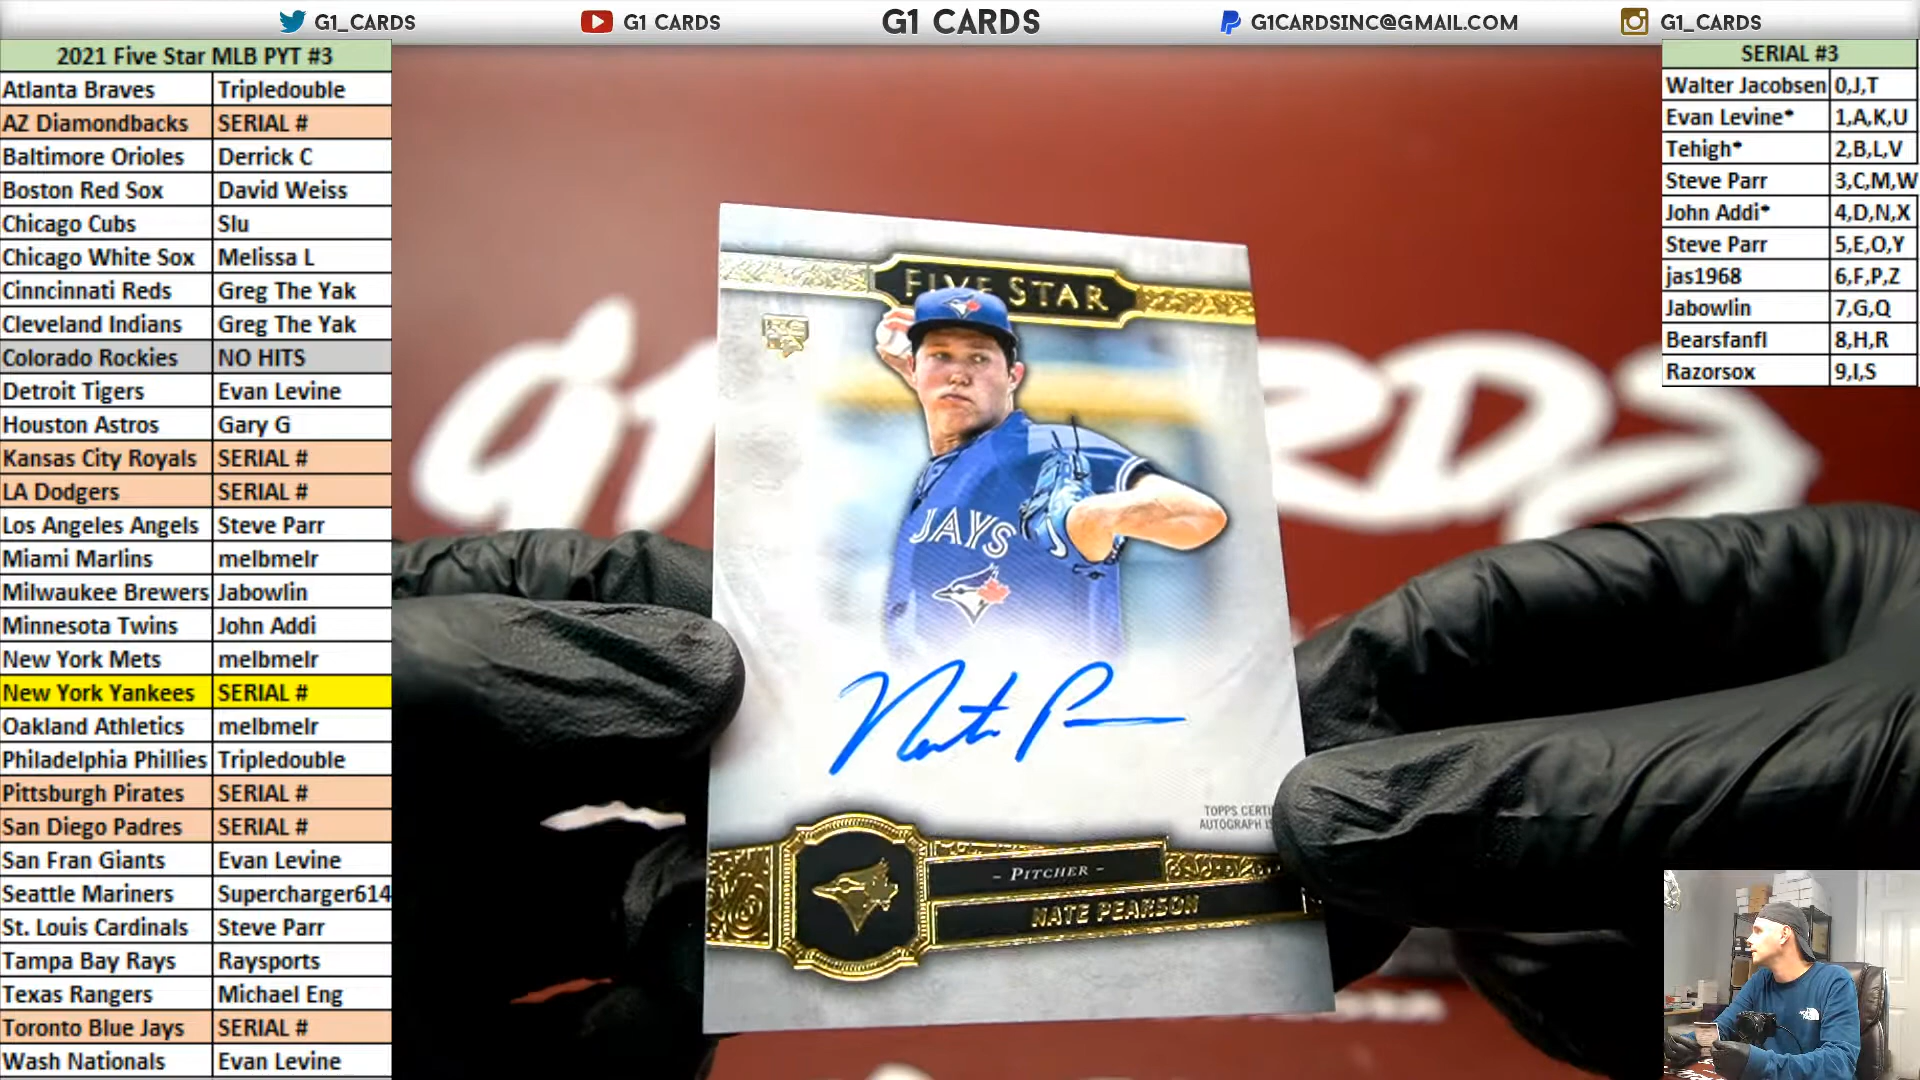 G1_CARDS G1 CARDS G1 CARDS G1CARDSINC@GMAIL.COM G1_CARDS
2021 Five Star MLB PYT #3
Atlanta Braves Tripledouble
AZ Diamondbacks SERIAL #
Baltimore Orioles Derrick C
Boston Red Sox David Weiss
Chicago Cubs Slu
Chicago White Sox Melissa L
Cinncinnati Reds Greg The Yak
Cleveland Indians Greg The Yak
Colorado Rockies NO HITS
Detroit Tigers Evan Levine
Houston Astros Gary G
Kansas City Royals SERIAL #
LA Dodgers SERIAL #
Los Angeles Angels Steve Parr
Miami Marlins melbmelr
Milwaukee Brewers Jabowlin
Minnesota Twins John Addi
New York Mets melbmelr
New York Yankees SERIAL #
Oakland Athletics melbmelr
Philadelphia Phillies Tripledouble
Pittsburgh Pirates SERIAL #
San Diego Padres SERIAL #
San Fran Giants Evan Levine
Seattle Mariners Supercharger614
St. Louis Cardinals Steve Parr
Tampa Bay Rays Raysports
Texas Rangers Michael Eng
Toronto Blue Jays SERIAL #
Wash Nationals Evan Levine
FIVE STAR
JAYS
Nate P
TOPPS CERTI
AUTOGRAPH IS
- PITCHER -
NATE PEARSON
SERIAL #3
Walter Jacobsen 0,J,T
Evan Levine* 1,A,K,U
Tehigh* 2,B,L,V
Steve Parr 3,C,M,W
John Addi* 4,D,N,X
Steve Parr 5,E,O,Y
jas1968 6,F,P,Z
Jabowlin 7,G,Q
Bearsfanfl 8,H,R
Razorsox 9,I,S